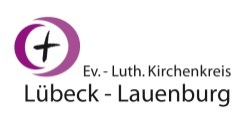 Ev. - Luth. Kirchenkreis
Lübeck - Lauenburg